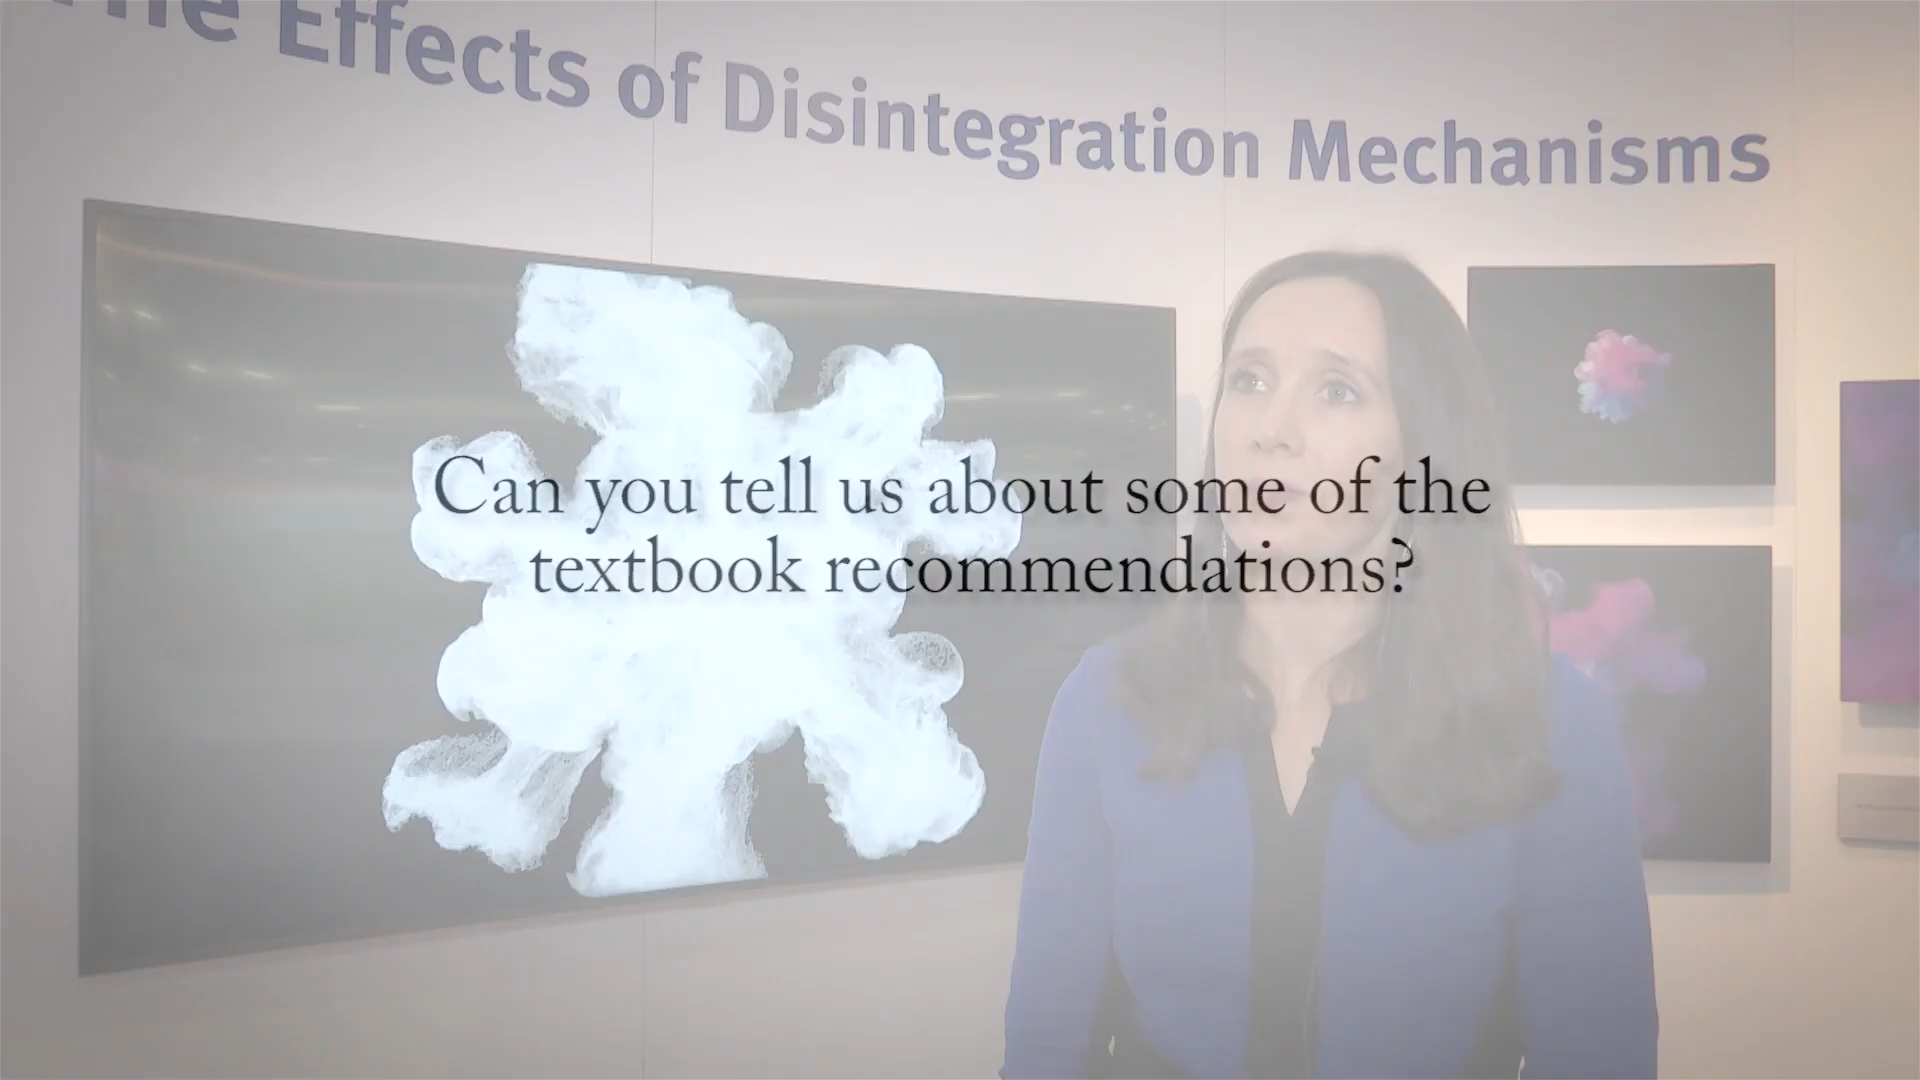 Effects of Disintegration Mechanisms
Can you tell us about some of the
textbook recommendations?